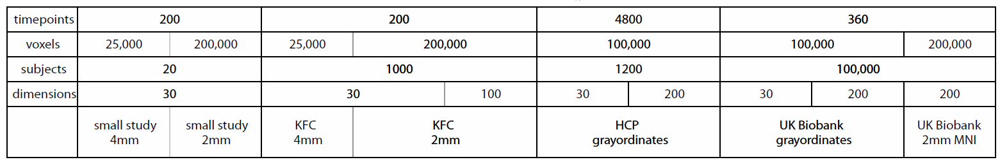 timepoints 200 200 4800 360
voxels 25,000 200,000 25,000 200,000 100,000 100,000 200,000
subjects 20 1000 1200 100,000
dimensions 30 30 100 30 200 30 200 200
small study small study KFC KFC HCP UK Biobank UK Biobank
4mm 2mm 4mm 2mm grayordinates grayordinates 2mm MNI